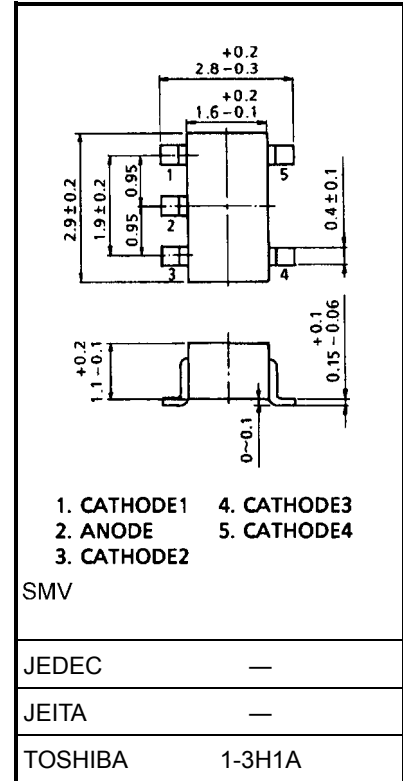 +0.2
2.8-0.3
+0.2
1.6-0.1
1
5
2
3
4
2.9±0.2
1.9±0.2
0.95
0.95
0.4±0.1
+0.2
1.1-0.1
+0.1
0.15-0.06
0~0.1
1. CATHODE1 4. CATHODE3
2. ANODE 5. CATHODE4
3. CATHODE2
SMV
JEDEC —
JEITA —
TOSHIBA 1-3H1A